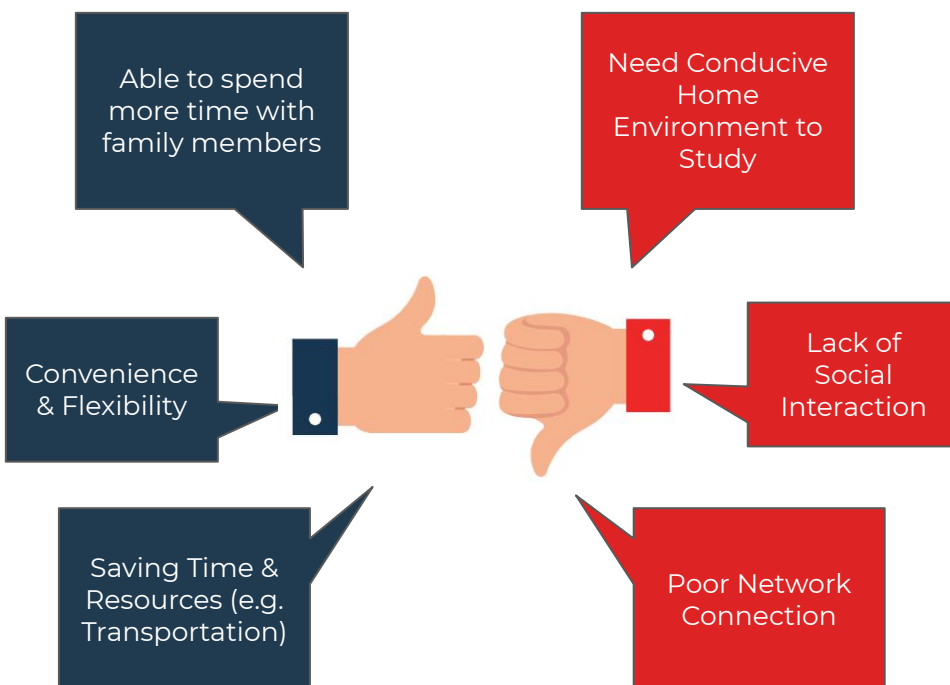 Able to spend
more time with
family members
Need Conducive
Home
Environment to
Study
Convenience
& Flexibility
Lack of
Social
Interaction
Saving Time &
Resources (e.g.
Transportation)
Poor Network
Connection